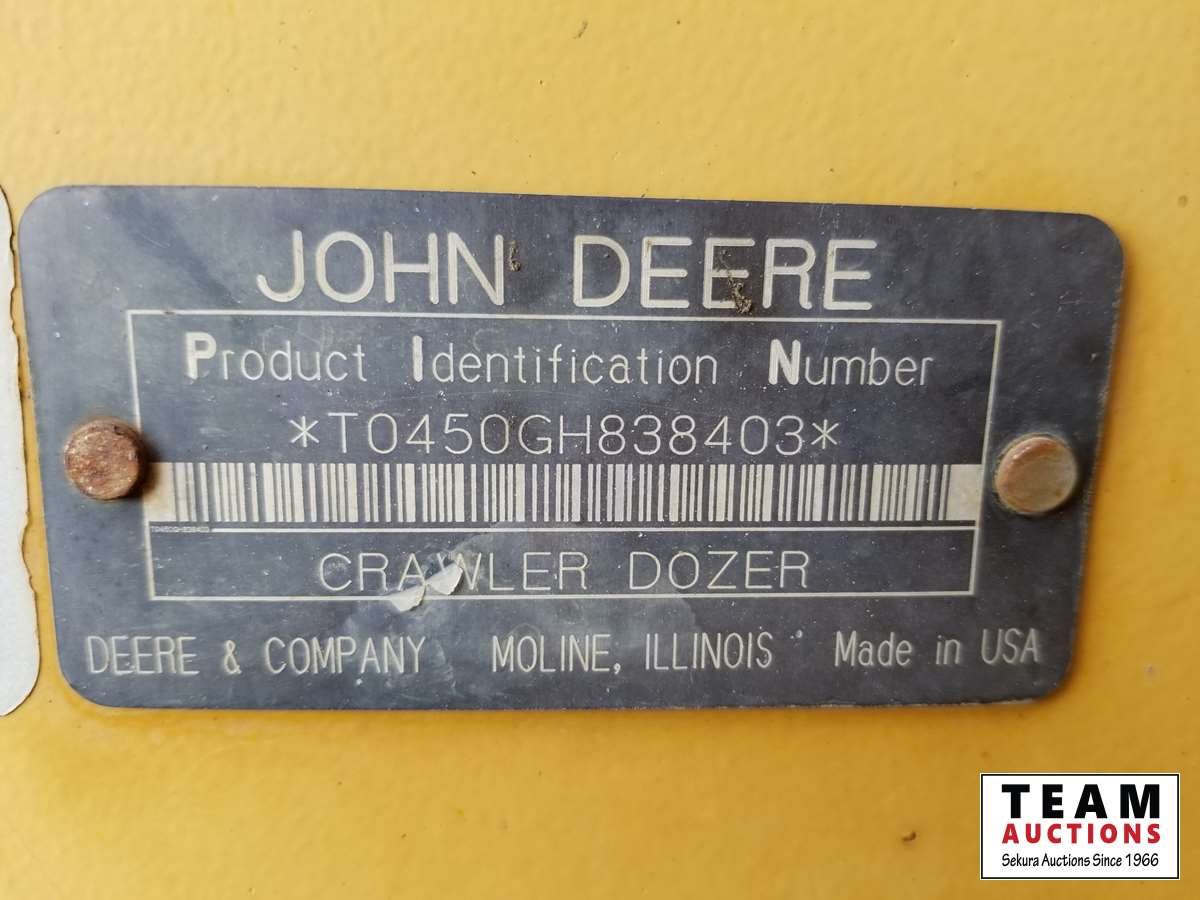 JOHN DEERE
Product Identification Number
*T0450GH838403*
CRAWLER DOZER
DEERE & COMPANY MOLINE, ILLINOIS Made in USA
TEAM
AUCTIONS
Sekura Auctions Since 1966